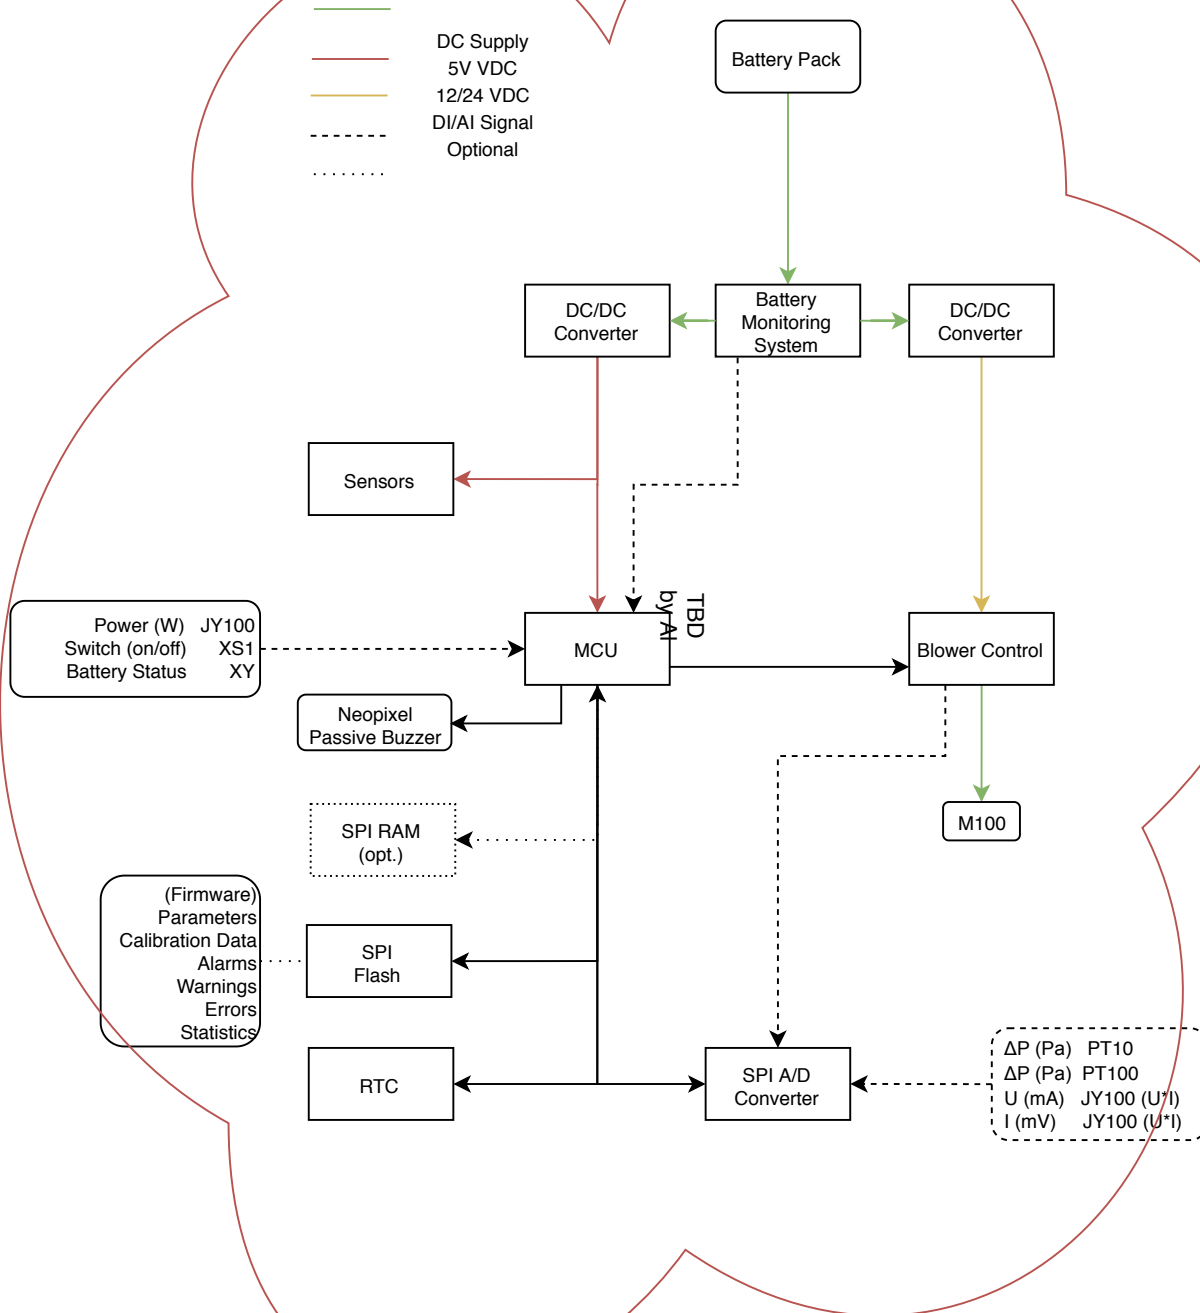 DC Supply
5V VDC
12/24 VDC
DI/AI Signal
Optional
Battery Pack
DC/DC
Converter
Battery
Monitoring
System
DC/DC
Converter
Sensors
TBD
by AI
Power (W) JY100
Switch (on/off) XS1
Battery Status XY
MCU
Blower Control
Neopixel
Passive Buzzer
SPI RAM
(opt.)
M100
(Firmware)
Parameters
Calibration Data
Alarms
Warnings
Errors
Statistics
SPI
Flash
RTC
SPI A/D
Converter
ΔP (Pa) PT10
ΔP (Pa) PT100
U (mA) JY100 (U*I)
I (mV) JY100 (U*I)